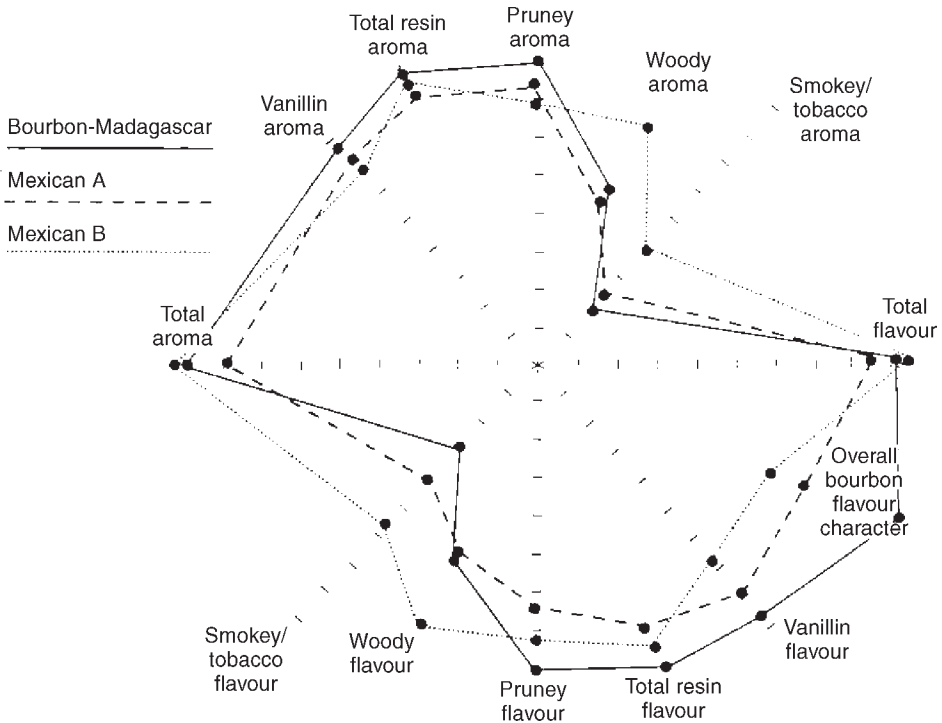 Total resin
aroma
Pruney
aroma
Woody
aroma
Smokey/
tobacco
aroma
Vanillin
aroma
Bourbon-Madagascar
Mexican A
Mexican B
Total
aroma
Total
flavour
Overall
bourbon
flavour
character
Smokey/
tobacco
flavour
Woody
flavour
Pruney
flavour
Total resin
flavour
Vanillin
flavour